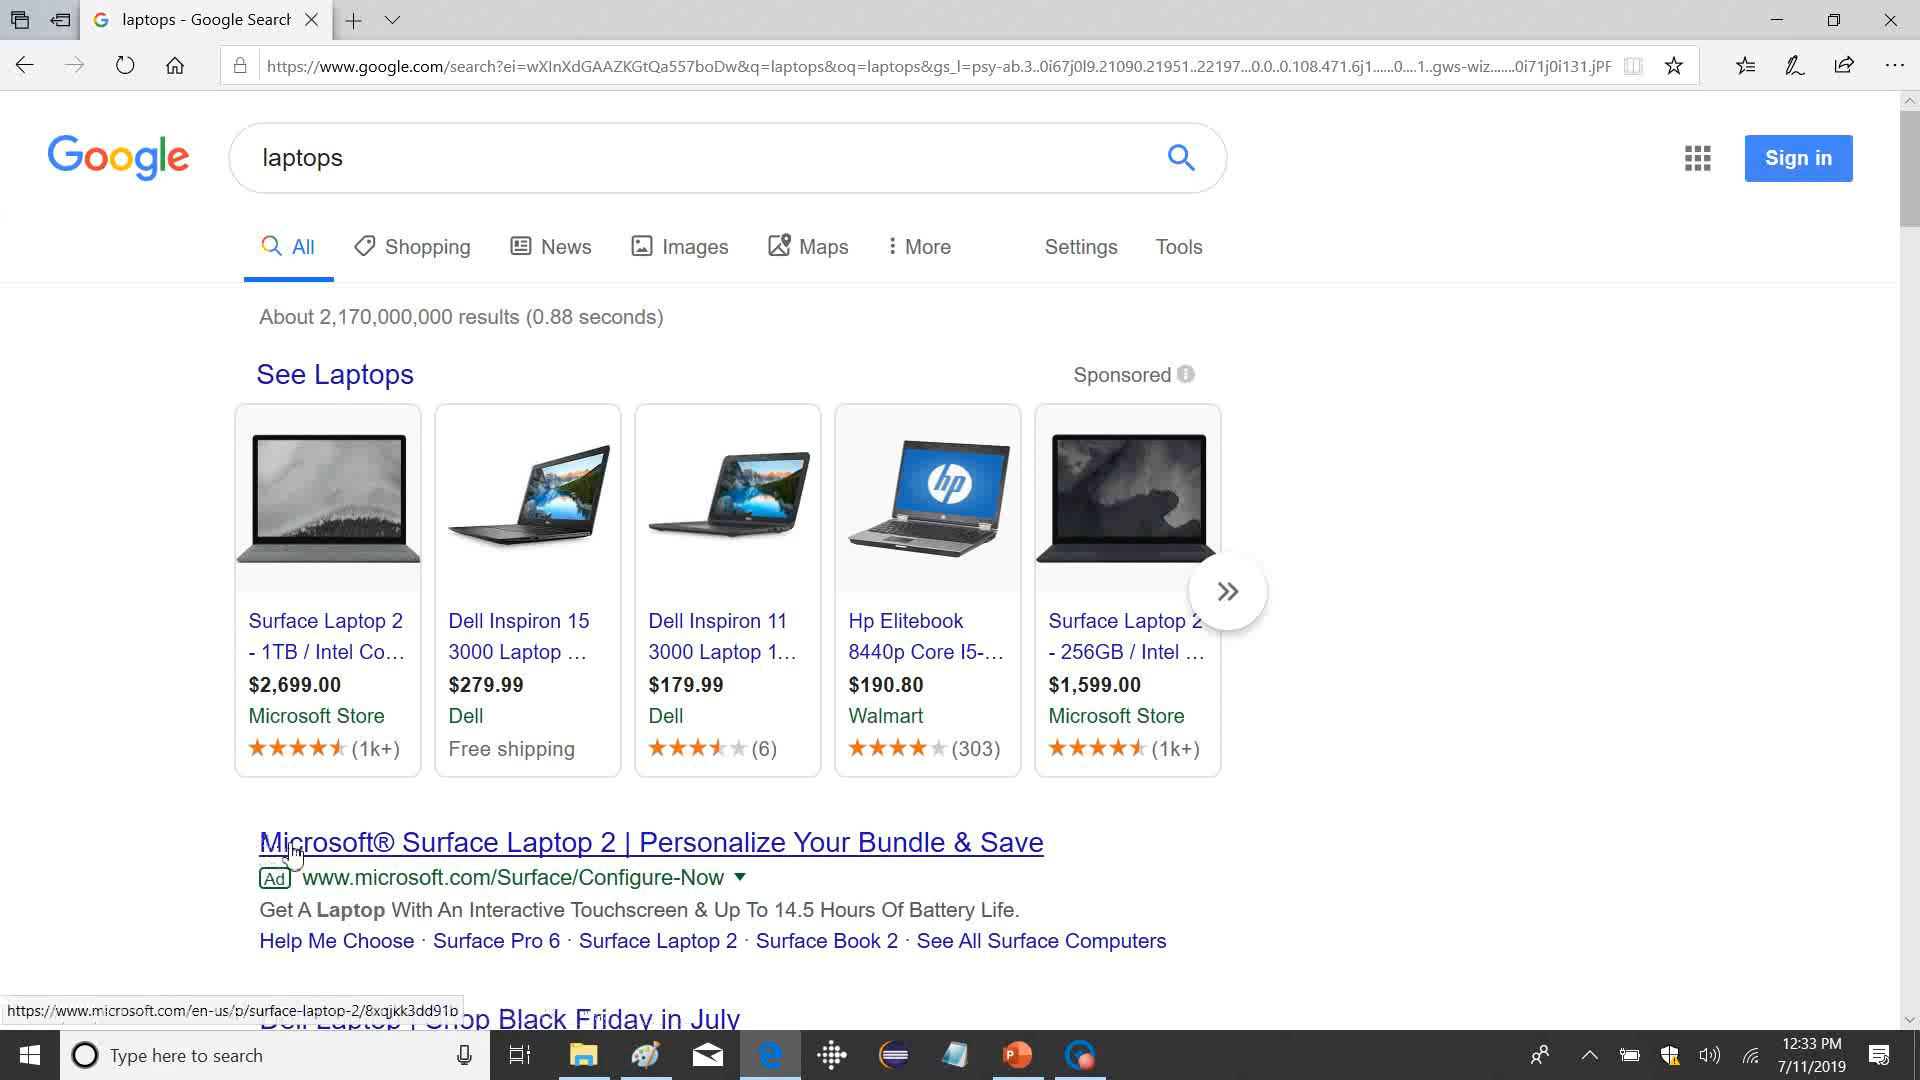 laptops - Google Search
https://www.google.com/search?ei=wXInXdGAAZKGtQa557boDw&q=laptops&oq=laptops&gs_l=psy-ab.3..0i67j0l9.21090.21951..22197...0.0..0.108.471.6j1......0....1..gws-wiz.......0i71j0i131.jPF
Google
laptops
Sign in
All Shopping News Images Maps More Settings Tools
About 2,170,000,000 results (0.88 seconds)
See Laptops Sponsored
hp
Surface Laptop 2 Dell Inspiron 15 Dell Inspiron 11 Hp Elitebook Surface Laptop 2
- 1TB / Intel Co... 3000 Laptop ... 3000 Laptop 1... 8440p Core I5-... - 256GB / Intel ...
$2,699.00 $279.99 $179.99 $190.80 $1,599.00
Microsoft Store Dell Dell Walmart Microsoft Store
(1k+) Free shipping (6) (303) (1k+)
Microsoft® Surface Laptop 2 | Personalize Your Bundle & Save
Ad www.microsoft.com/Surface/Configure-Now
Get A Laptop With An Interactive Touchscreen & Up To 14.5 Hours Of Battery Life.
Help Me Choose · Surface Pro 6 · Surface Laptop 2 · Surface Book 2 · See All Surface Computers
https://www.microsoft.com/en-us/p/surface-laptop-2/8xqjkk3dd91b
Dell Laptop | Shop Black Friday in July
Type here to search
12:33 PM
7/11/2019